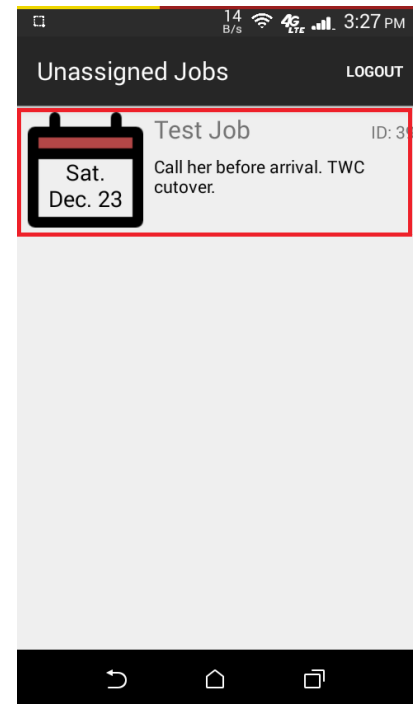 14 B/s 4G LTE 3:27 PM
Unassigned Jobs LOGOUT
Test Job ID: 39
Sat.
Dec. 23
Call her before arrival. TWC
cutover.